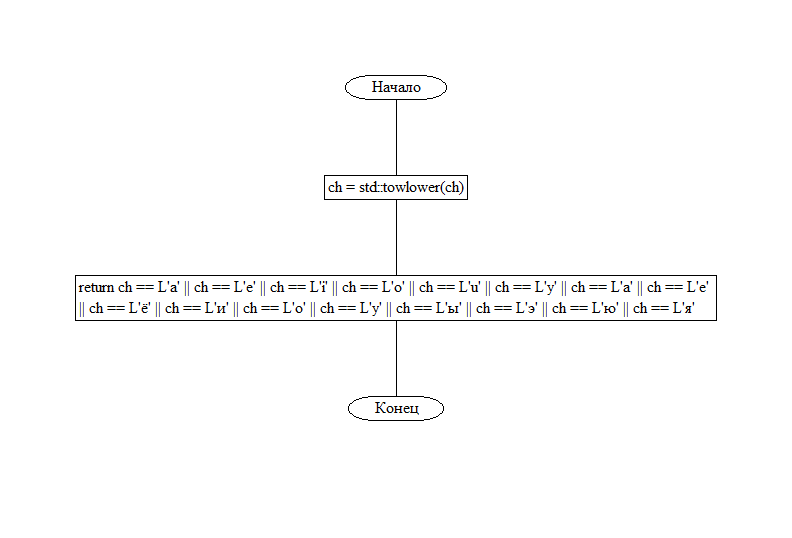 Начало
ch = std::towlower(ch)
return ch == L'a' || ch == L'e' || ch == L'i' || ch == L'o' || ch == L'u' || ch == L'y' || ch == L'а' || ch == L'е'
|| ch == L'ё' || ch == L'и' || ch == L'о' || ch == L'у' || ch == L'ы' || ch == L'э' || ch == L'ю' || ch == L'я'
Конец